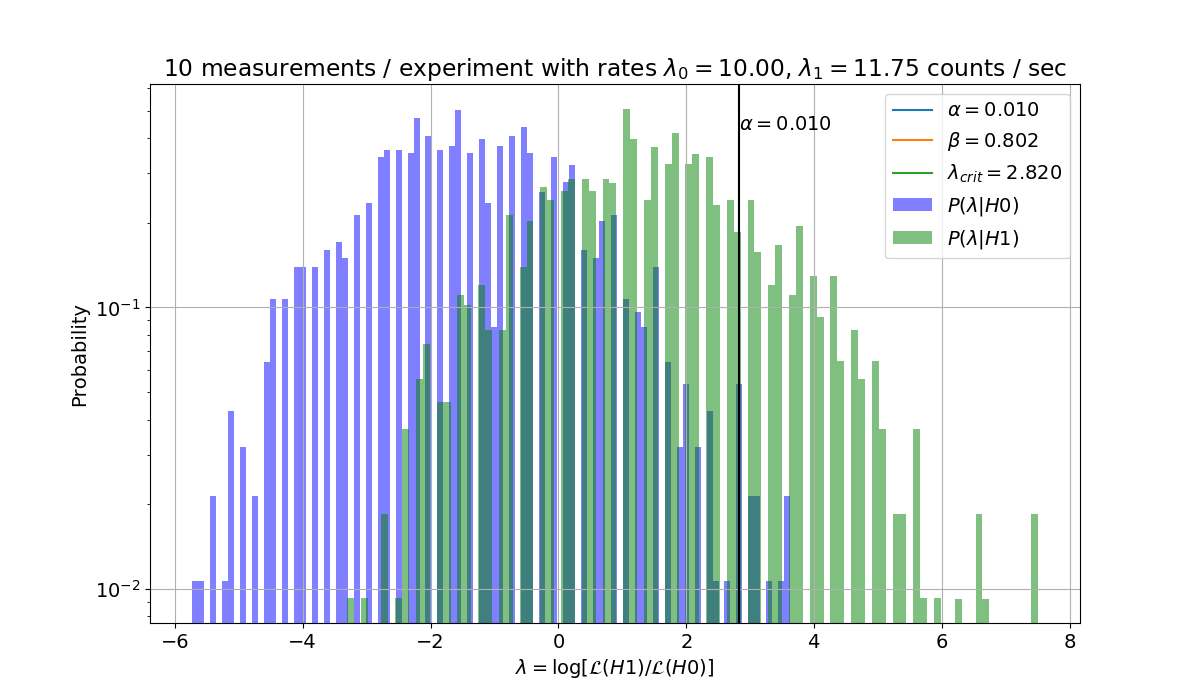 10 measurements / experiment with rates λ₀ = 10.00, λ₁ = 11.75 counts / sec
α = 0.010
α = 0.010
β = 0.802
λ_crit = 2.820
P(λ|H0)
P(λ|H1)
Probability
10⁻¹
10⁻²
−6 −4 −2 0 2 4 6 8
λ = log[ℒ(H1)/ℒ(H0)]